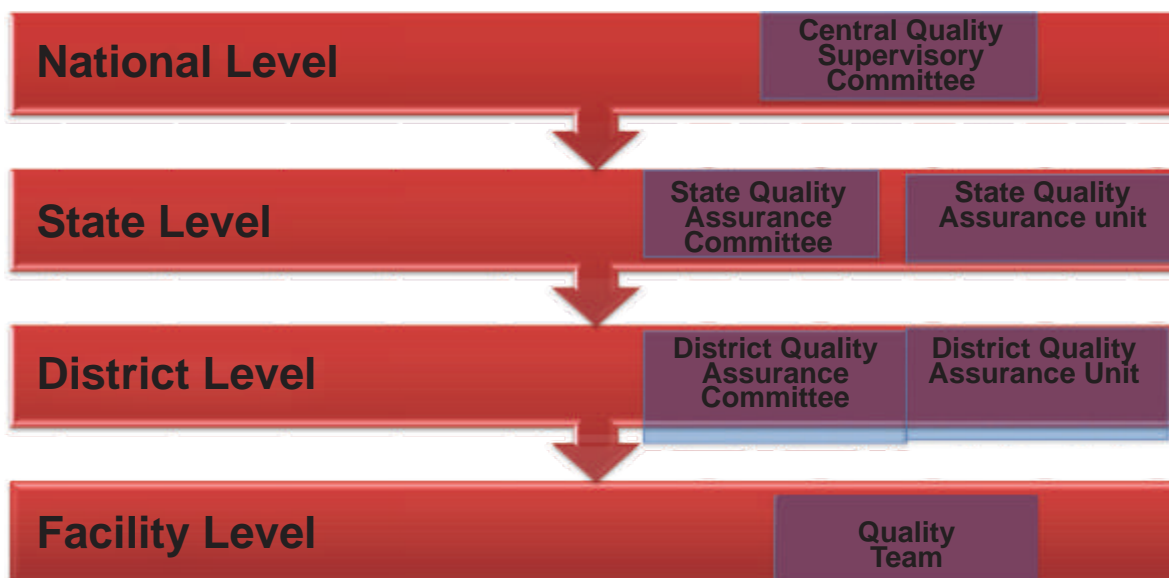 National Level
Central Quality
Supervisory
Committee
State Level
State Quality
Assurance
Committee
State Quality
Assurance unit
District Level
District Quality
Assurance
Committee
District Quality
Assurance Unit
Facility Level
Quality
Team